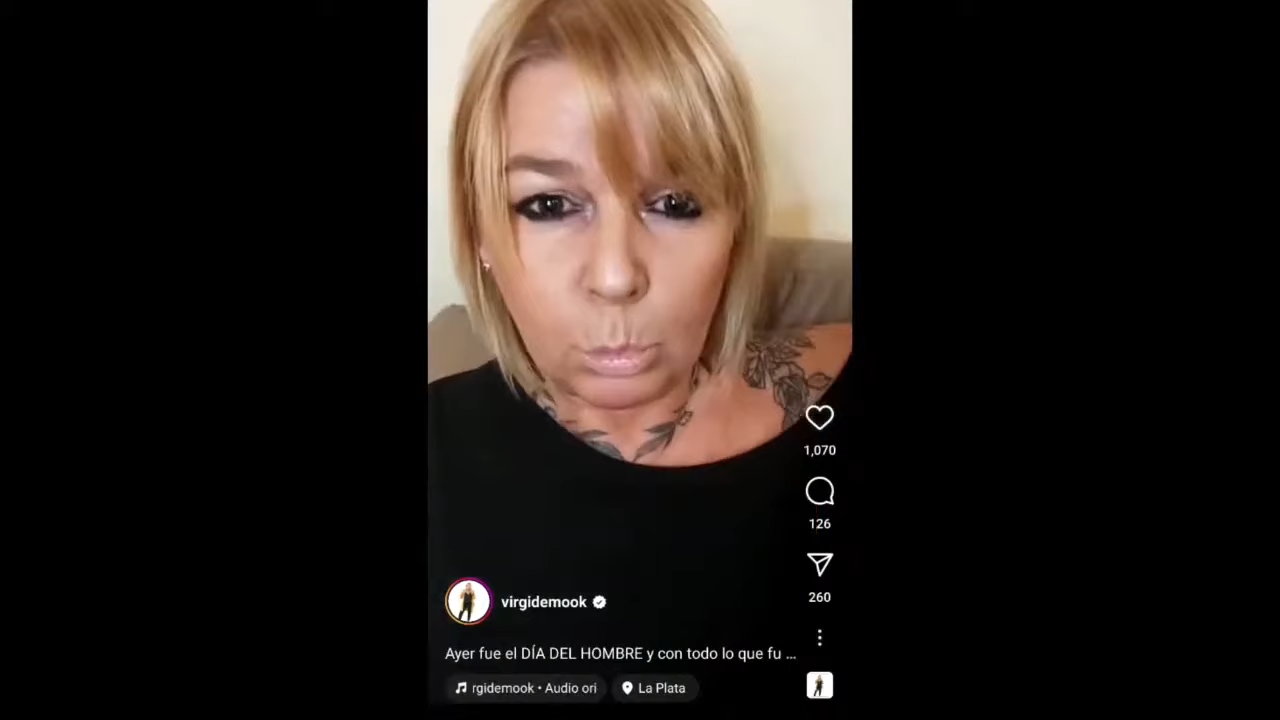 1,070
126
260
virgidemook
Ayer fue el DÍA DEL HOMBRE y con todo lo que fu ...
rgidemook • Audio ori
La Plata